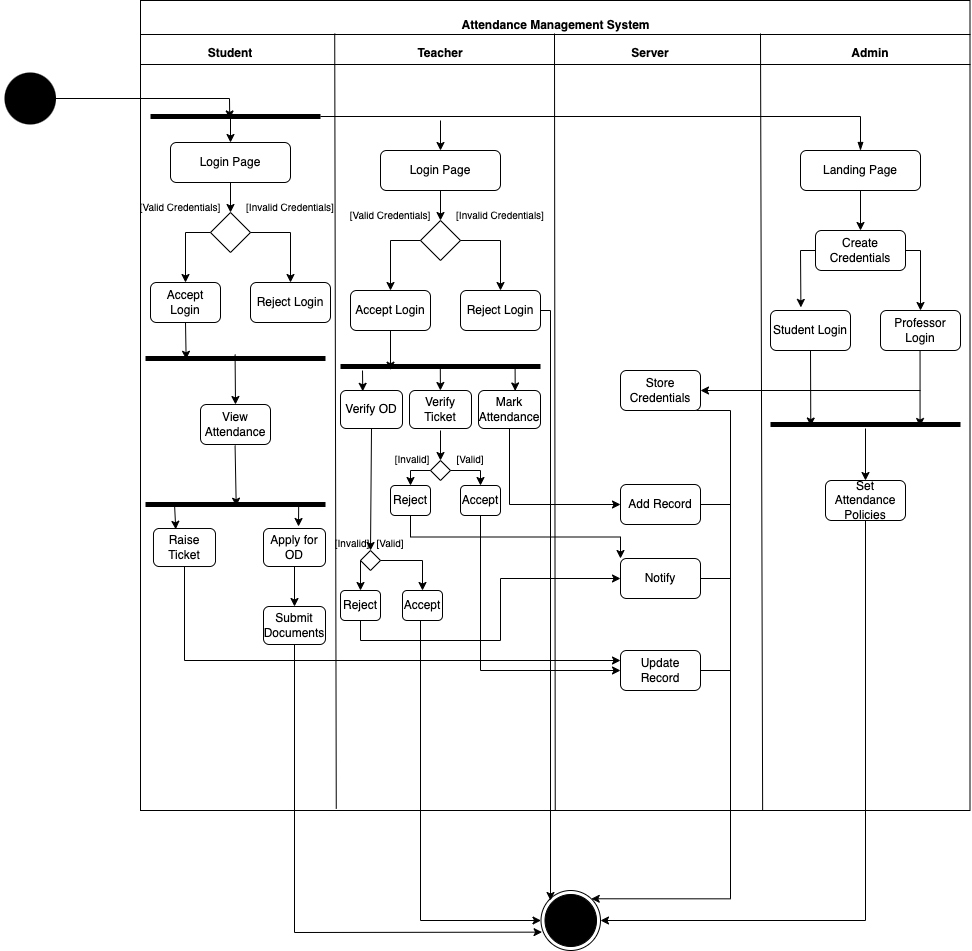 Attendance Management System
Student
Teacher
Server
Admin
Login Page
[Valid Credentials]
[Invalid Credentials]
Accept
Login
Reject Login
View
Attendance
Raise
Ticket
Apply for
OD
Submit
Documents
Login Page
[Valid Credentials]
[Invalid Credentials]
Accept Login
Reject Login
Verify OD
Verify
Ticket
Mark
Attendance
[Invalid]
[Valid]
Reject
Accept
[Invalid]
[Valid]
Reject
Accept
Store
Credentials
Add Record
Notify
Update
Record
Landing Page
Create
Credentials
Student Login
Professor
Login
Set
Attendance
Policies